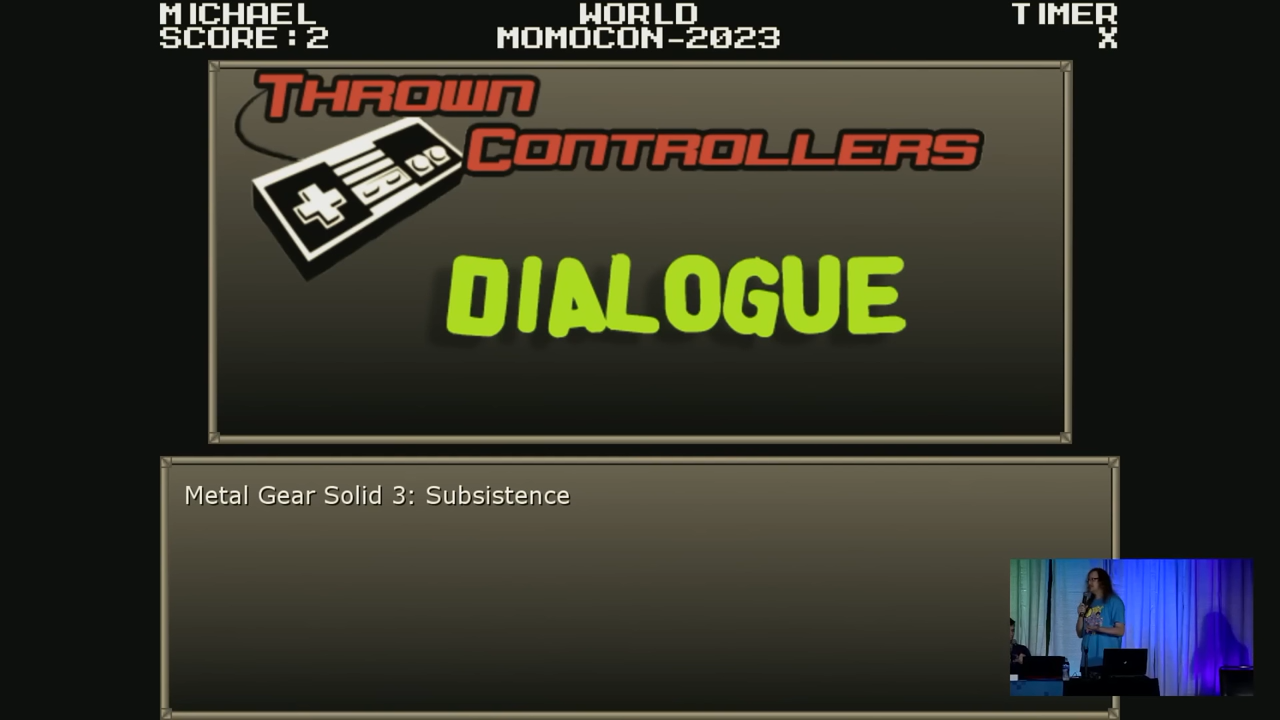 MICHAEL
SCORE:2
WORLD
MOMOCON-2023
TIMER
X
THROWN
CONTROLLERS
DIALOGUE
Metal Gear Solid 3: Subsistence